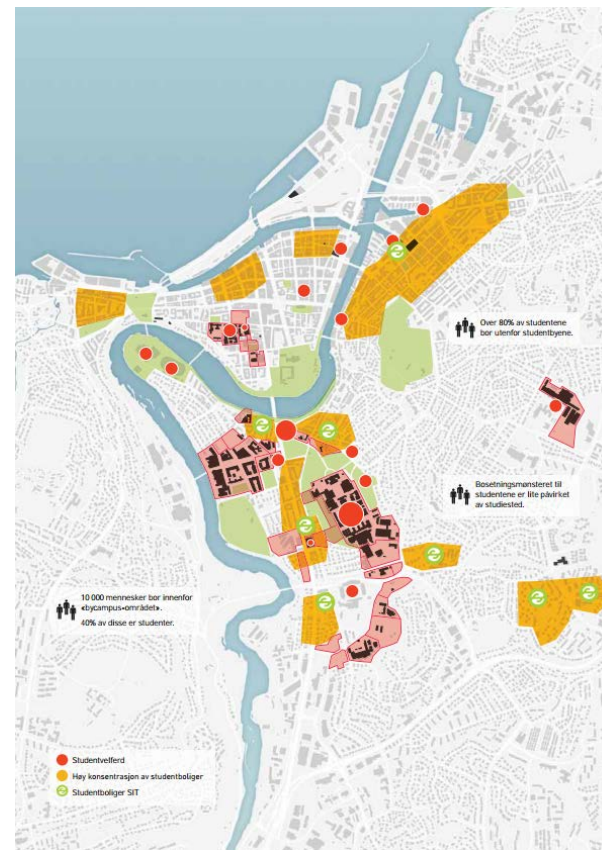 Over 80% av studentene
bor utenfor studentbyene.
Bosetningsmønsteret til
studentene er lite påvirket
av studiested.
10 000 mennesker bor innenfor
«bycampus»området».
40% av disse er studenter.
Studentvelferd
Høy konsentrasjon av studentboliger
Studentboliger SIT